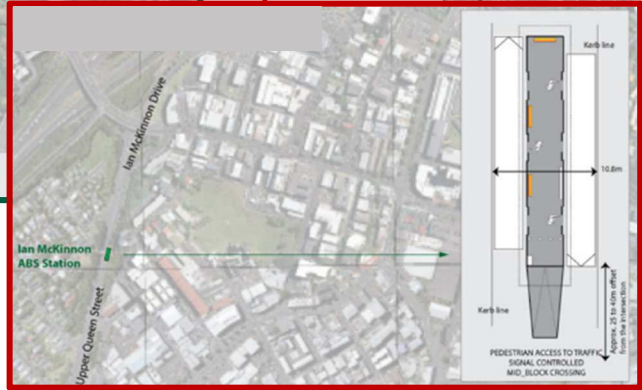 Ian McKinnon Drive
Ian McKinnon
ABS Station
Upper Queen Street
Kerb line
10.8m
Kerb line
Approx. 25 to 40m offset
from the intersection
PEDESTRIAN ACCESS TO TRAFFIC
SIGNAL CONTROLLED
MID_BLOCK CROSSING